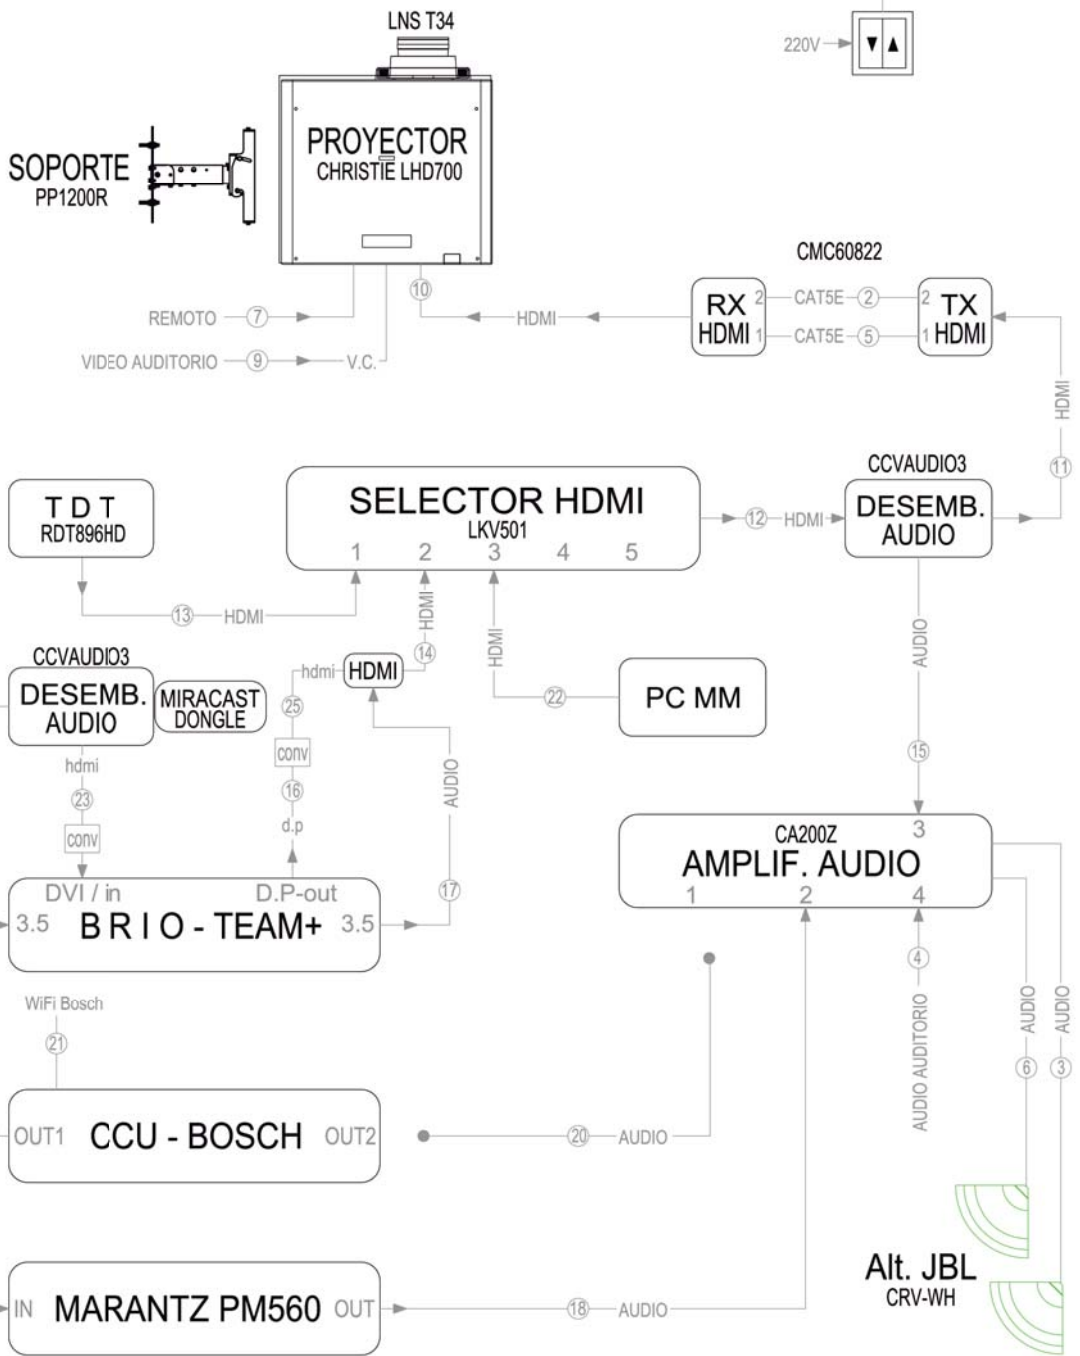 LNS T34
220V
PROYECTOR
CHRISTIE LHD700
SOPORTE
PP1200R
CMC60822
10
RX
HDMI
2
1
CAT5E
2
CAT5E
5
2
1
TX
HDMI
REMOTO
7
HDMI
VIDEO AUDITORIO
9
V.C.
HDMI
11
CCVAUDIO3
T D T
RDT896HD
SELECTOR HDMI
LKV501
1 2 3 4 5
12
HDMI
DESEMB.
AUDIO
13
HDMI
HDMI
14
HDMI
AUDIO
CCVAUDIO3
DESEMB.
AUDIO
MIRACAST
DONGLE
hdmi
HDMI
25
conv
16
d.p
22
PC MM
hdmi
23
conv
AUDIO
15
17
CA200Z
3
AMPLIF. AUDIO
1 2 4
DVI / in
D.P-out
3.5
B R I O - TEAM+
3.5
4
AUDIO AUDITORIO
AUDIO
6
AUDIO
3
WiFi Bosch
21
OUT1
CCU - BOSCH
OUT2
20
AUDIO
Alt. JBL
CRV-WH
IN
MARANTZ PM560
OUT
18
AUDIO